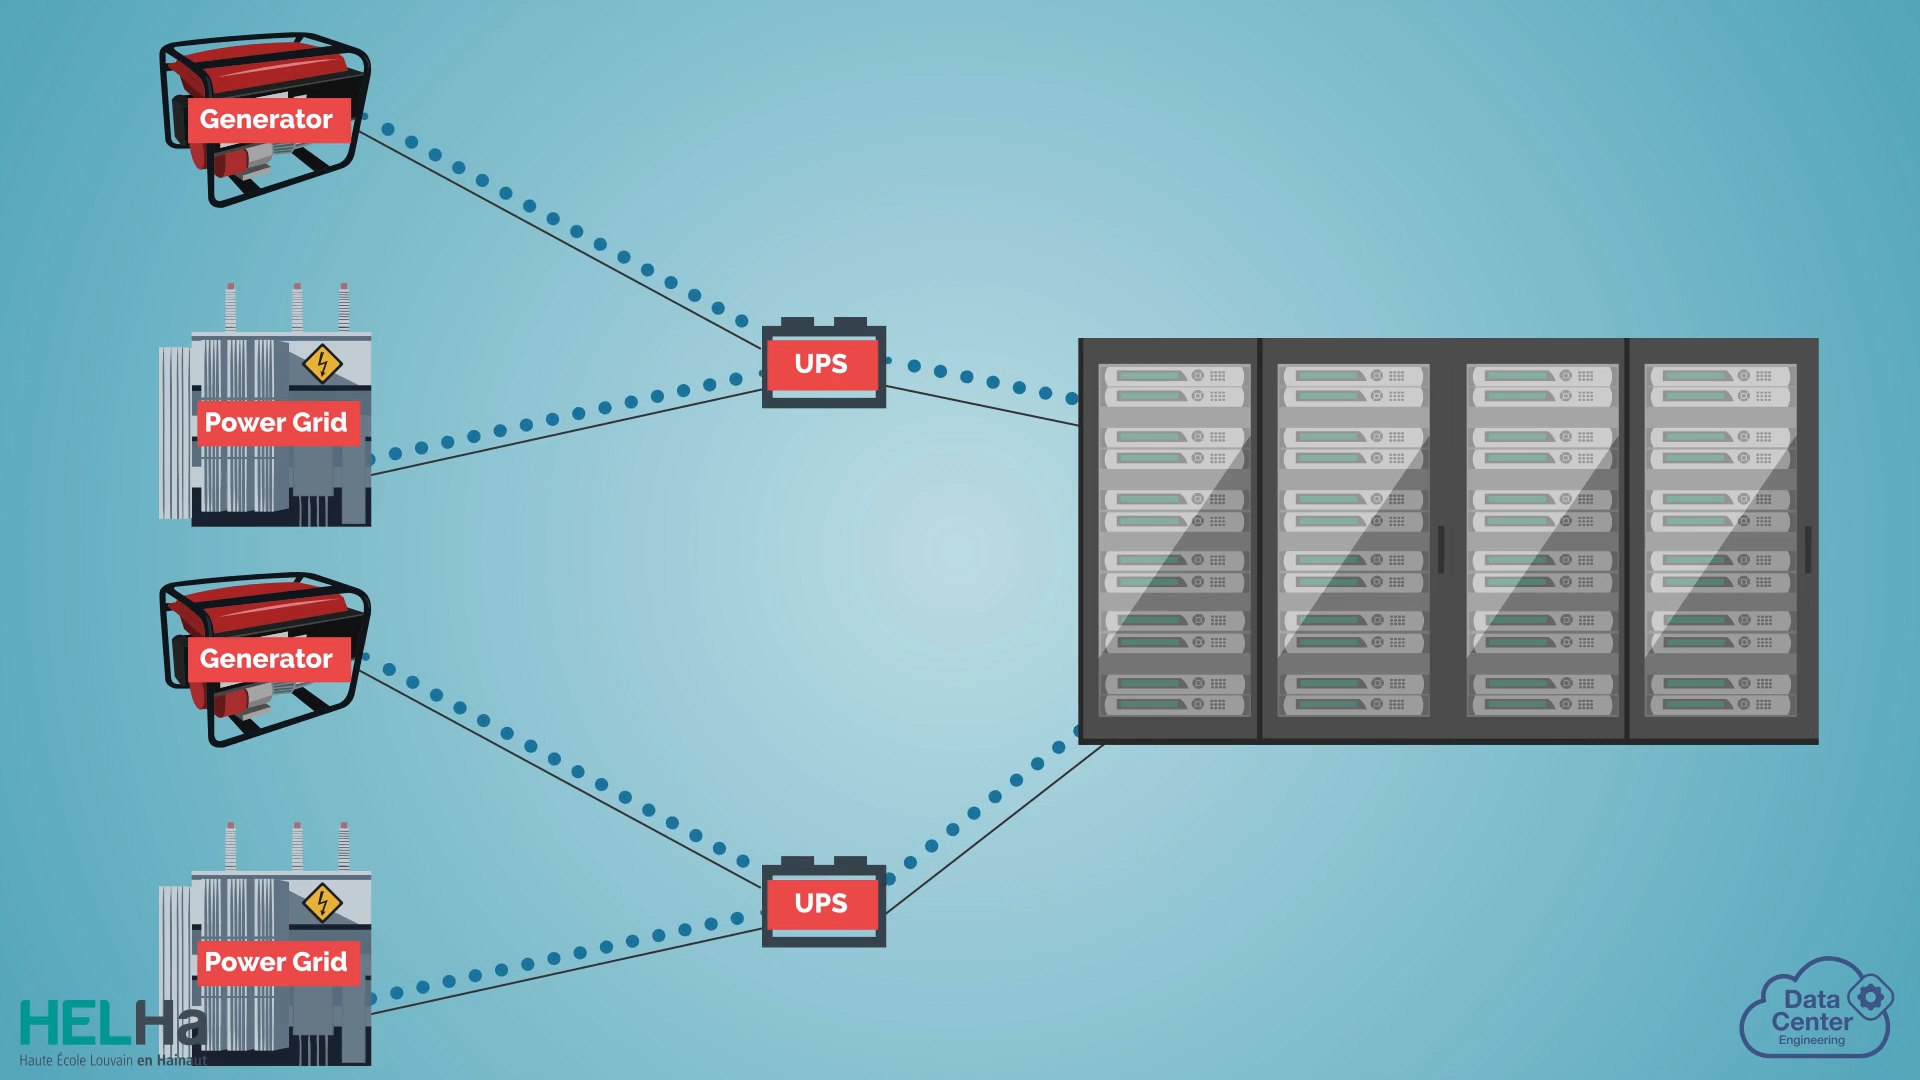 Generator
Power Grid
UPS
Generator
Power Grid
UPS
HELHa
Haute École Louvain en Hainaut
Data
Center
Engineering